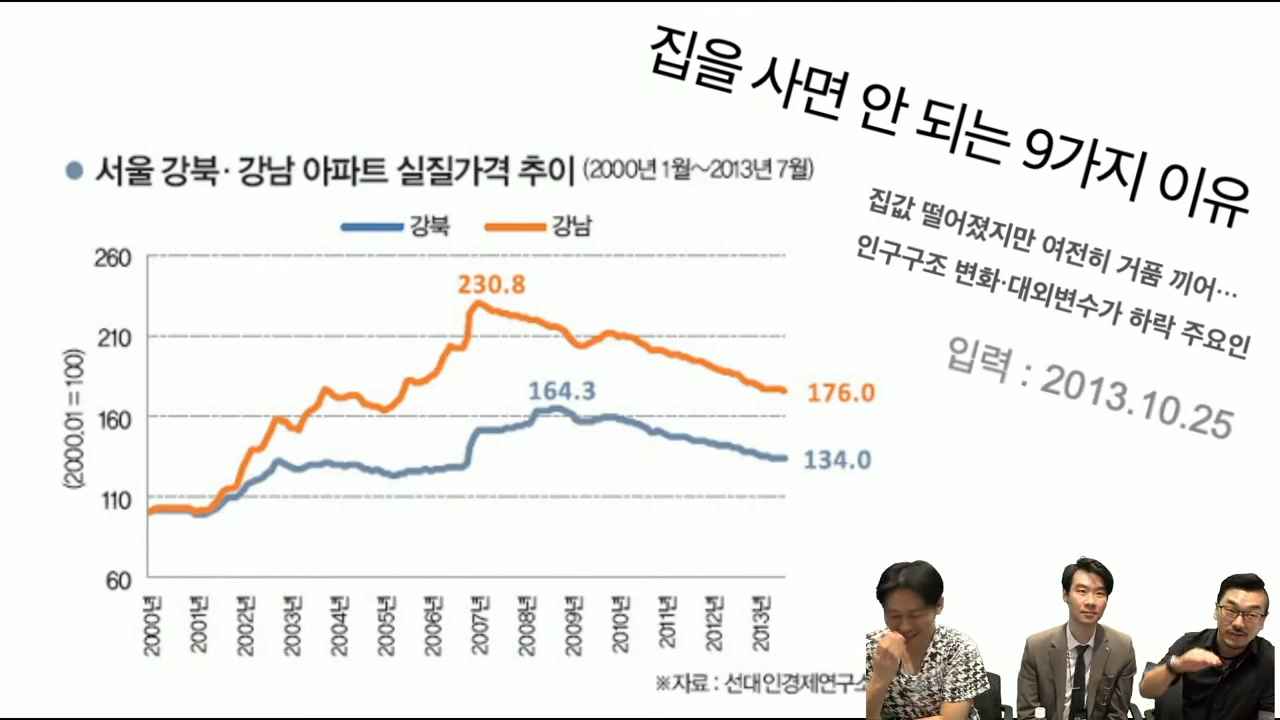 집을 사면 안 되는 9가지 이유
집값 떨어졌지만 여전히 거품 끼어…
인구구조 변화·대외변수가 하락 주요인
입력 : 2013.10.25
● 서울 강북·강남 아파트 실질가격 추이 (2000년 1월~2013년 7월)
강북 강남
(2000.01 = 100)
260
210
160
110
60
230.8
164.3
176.0
134.0
2000년 2001년 2002년 2003년 2004년 2005년 2006년 2007년 2008년 2009년 2010년 2011년 2012년 2013년
※자료 : 선대인경제연구소